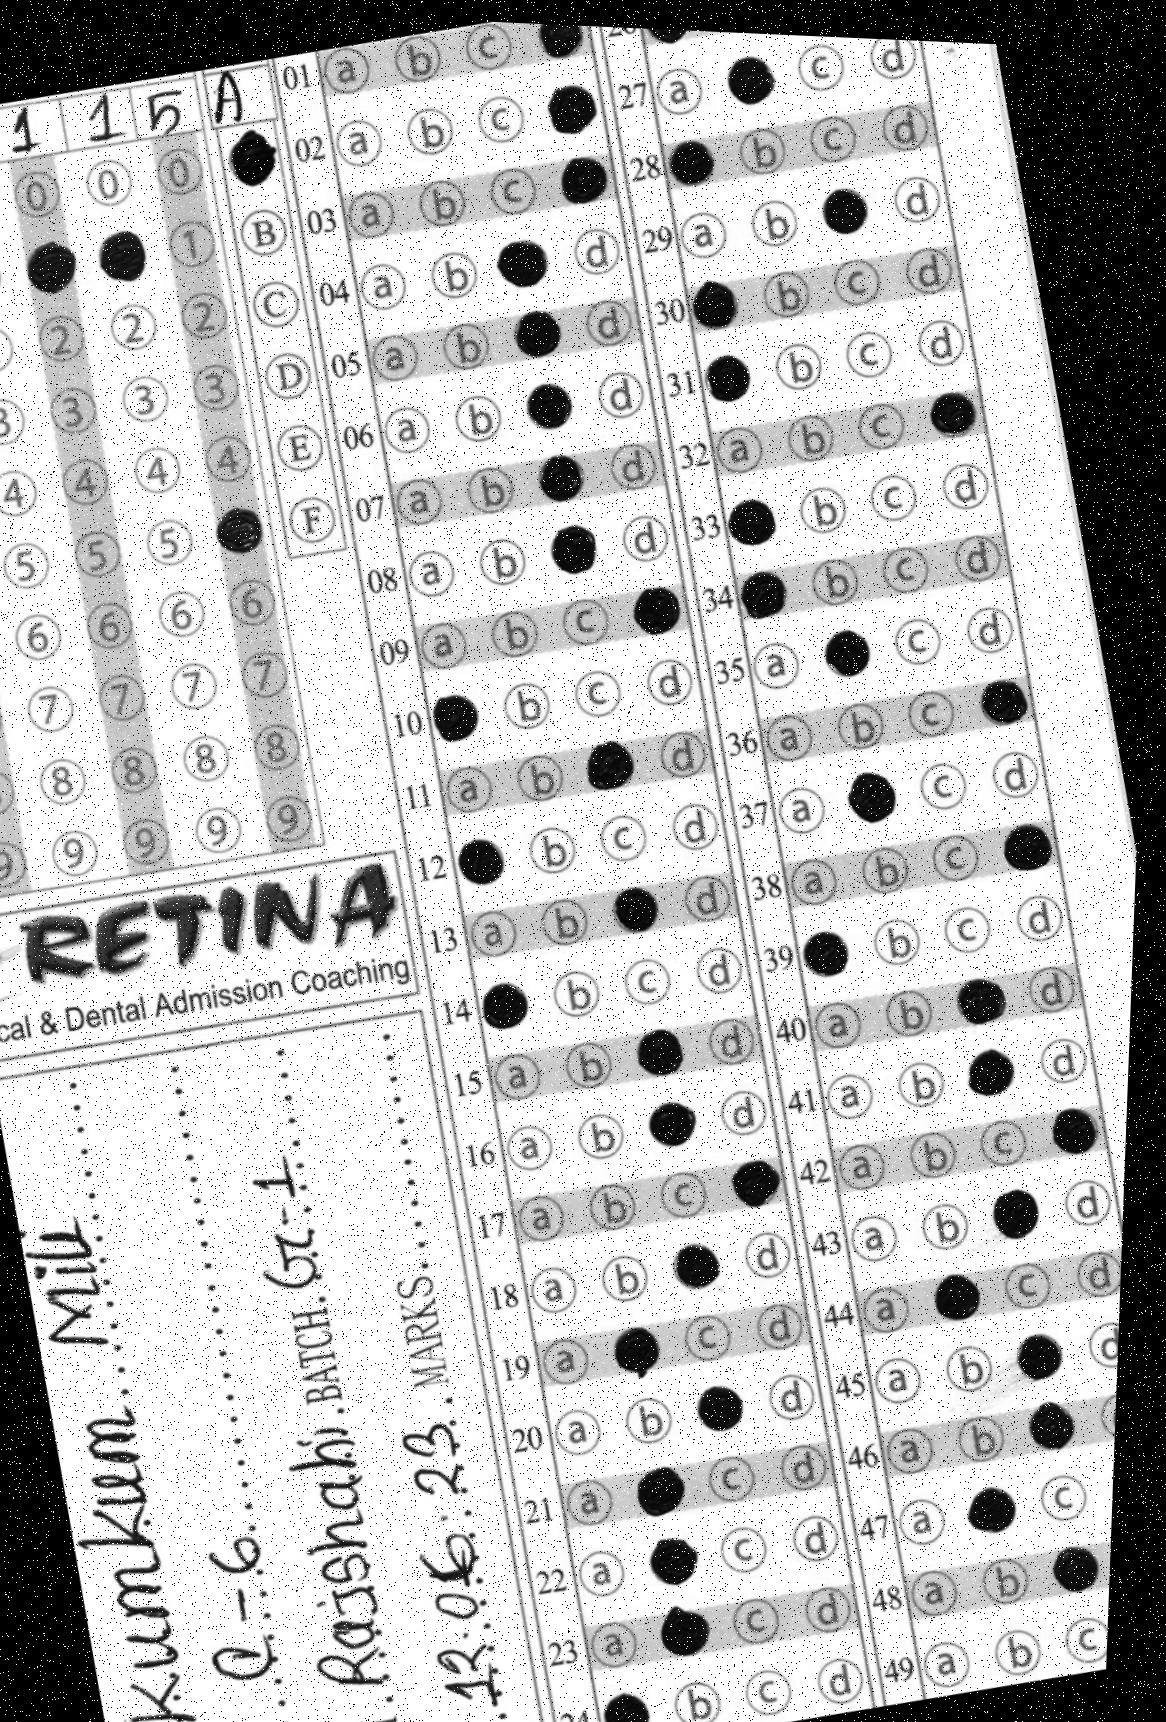 1 1 5 A
0 0 0
B
1
2 2 2 C
3 3 3 3 D
4 4 4 4 E
5 5 5 F
6 6 6 6
7 7 7 7
8 8 8 8
9 9 9 9 9
RETINA
cal & Dental Admission Coaching
Kumkum Mili
C-6
Rajshahi BATCH GC-1
12.06.23 MARKS
01 a b c
02 a b c
03 a b c
04 a b d
05 a b d
06 a b d
07 a b d
08 a b d
09 a b c
10 b c d
11 a b d
12 b c d
13 a b d
14 b c d
15 a b d
16 a b d
17 a b c
18 a b d
19 a c d
20 a b d
21 a c d
22 a c d
23 a c d
24 b c d
26
27 a c d
28 b c d
29 a b d
30 b c d
31 b c d
32 a b c
33 b c d
34 b c d
35 a c d
36 a b c
37 a c d
38 a b c
39 b c d
40 a b d
41 a b d
42 a b c
43 a b d
44 a c d
45 a b d
46 a b
47 a c
48 a b
49 a b c